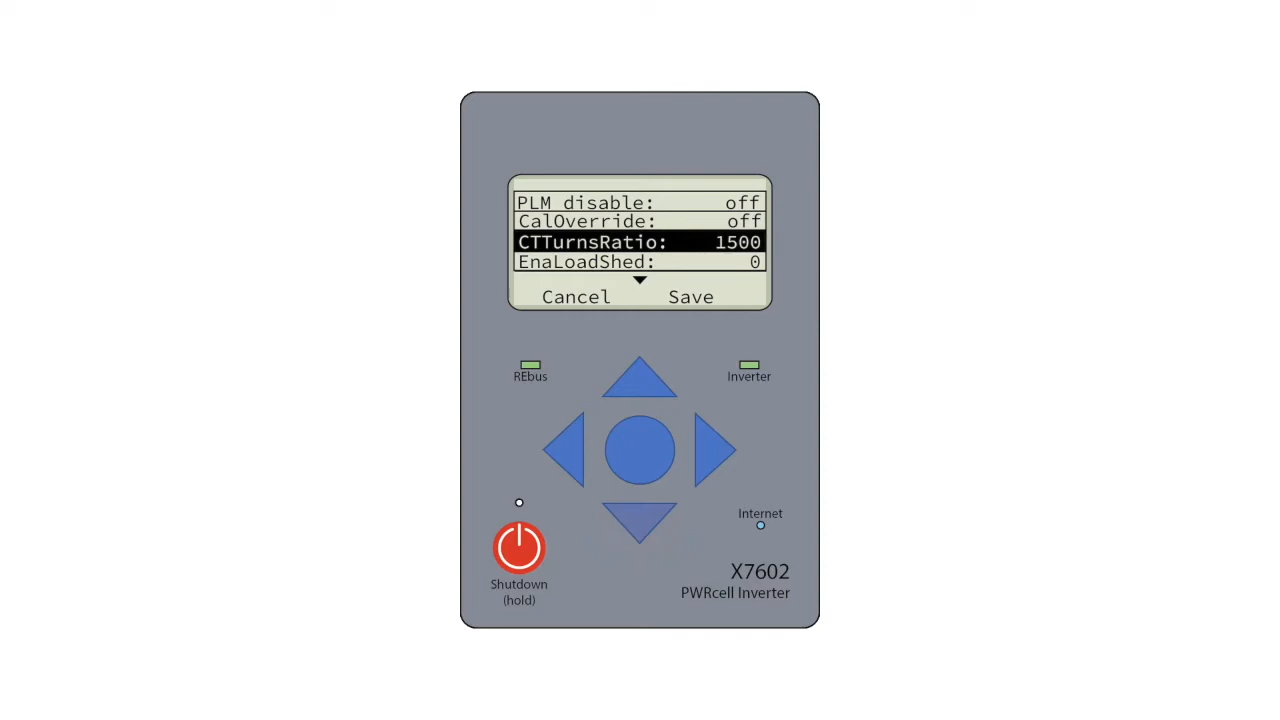 PLM disable: off
CalOverride: off
CTTurnsRatio: 1500
EnaLoadShed: 0
Cancel Save
REbus Inverter
Internet
Shutdown
(hold)
X7602
PWRcell Inverter